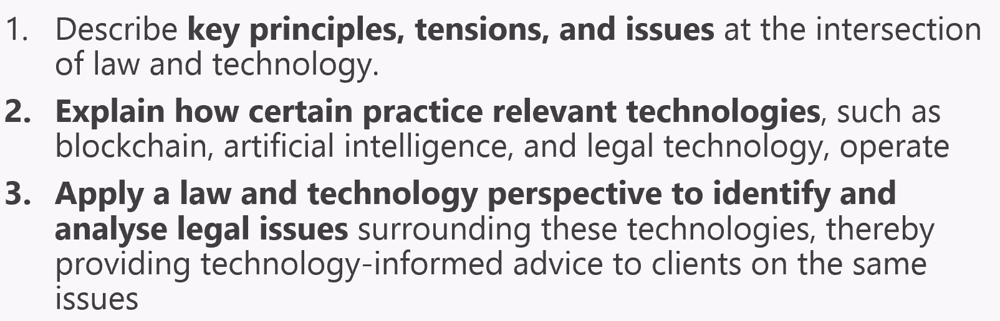 1. Describe key principles, tensions, and issues at the intersection
of law and technology.
2. Explain how certain practice relevant technologies, such as
blockchain, artificial intelligence, and legal technology, operate
3. Apply a law and technology perspective to identify and
analyse legal issues surrounding these technologies, thereby
providing technology-informed advice to clients on the same
issues